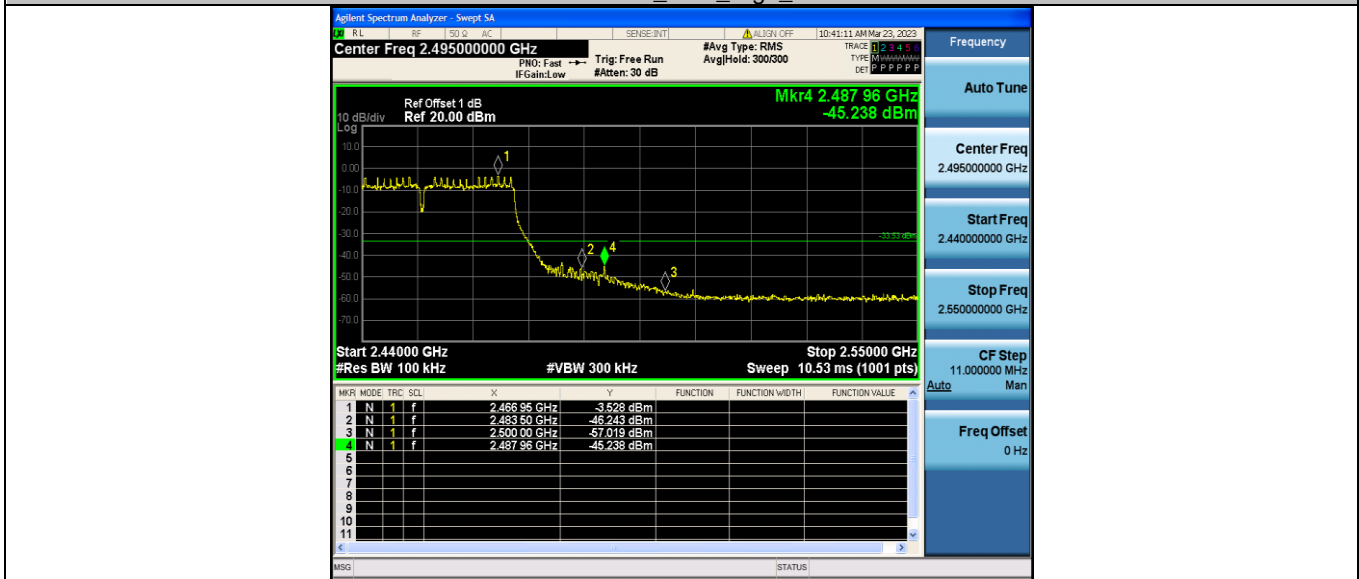 Agilent Spectrum Analyzer - Swept SA
RL RF 50 Ω AC SENSE:INT ALIGN OFF 10:41:11 AM Mar 23, 2023
Center Freq 2.495000000 GHz #Avg Type: RMS TRACE 1 2 3 4 5 6
PNO: Fast Trig: Free Run Avg|Hold: 300/300 TYPE M
IFGain:Low #Atten: 30 dB DET P P P P P P
Frequency
Auto Tune
Mkr4 2.487 96 GHz
Ref Offset 1 dB
10 dB/div Ref 20.00 dBm -45.238 dBm
Log
10.0
0.00
-10.0
-20.0
-30.0
-40.0
-50.0
-60.0
-70.0
1
2
4
3
-33.53 dBm
Center Freq
2.495000000 GHz
Start Freq
2.440000000 GHz
Stop Freq
2.550000000 GHz
Start 2.44000 GHz Stop 2.55000 GHz
#Res BW 100 kHz #VBW 300 kHz Sweep 10.53 ms (1001 pts)
CF Step
11.000000 MHz
Auto Man
Freq Offset
0 Hz
MKR MODE TRC SCL X Y FUNCTION FUNCTION WIDTH FUNCTION VALUE
1 N 1 f 2.466 95 GHz -3.528 dBm
2 N 1 f 2.483 50 GHz -46.243 dBm
3 N 1 f 2.500 00 GHz -57.019 dBm
4 N 1 f 2.487 96 GHz -45.238 dBm
5
6
7
8
9
10
11
MSG STATUS